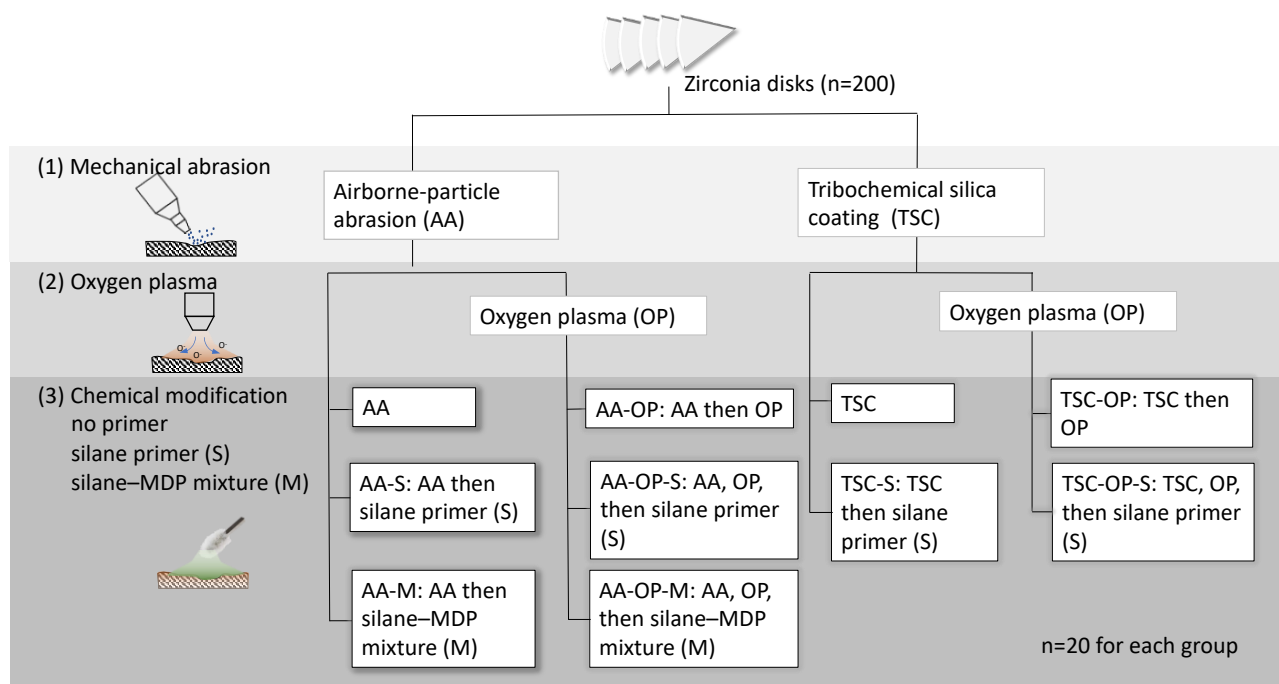 Zirconia disks (n=200)
(1) Mechanical abrasion
Airborne-particle
abrasion (AA)
Tribochemical silica
coating (TSC)
(2) Oxygen plasma
O-
O-
O-
Oxygen plasma (OP)
Oxygen plasma (OP)
(3) Chemical modification
no primer
silane primer (S)
silane–MDP mixture (M)
AA
AA-S: AA then
silane primer (S)
AA-M: AA then
silane–MDP
mixture (M)
AA-OP: AA then OP
AA-OP-S: AA, OP,
then silane primer
(S)
AA-OP-M: AA, OP,
then silane–MDP
mixture (M)
TSC
TSC-S: TSC
then silane
primer (S)
TSC-OP: TSC then
OP
TSC-OP-S: TSC, OP,
then silane primer
(S)
n=20 for each group